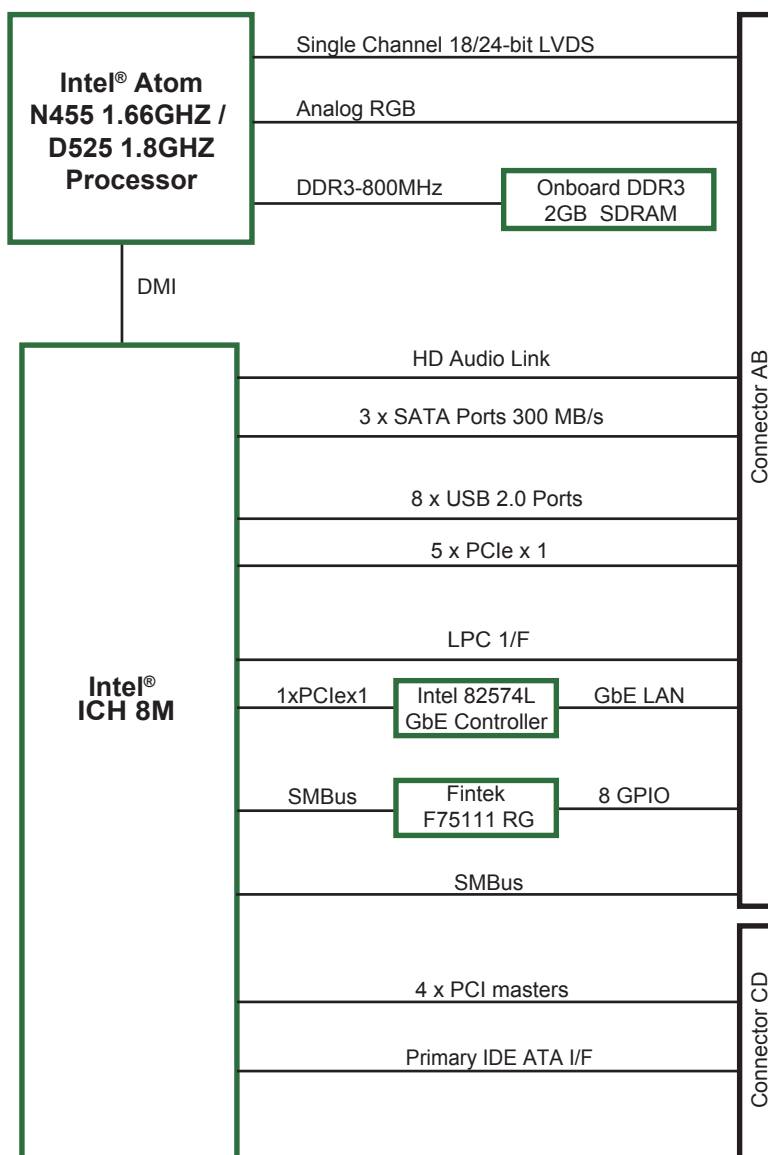 Single Channel 18/24-bit LVDS
Intel® Atom
N455 1.66GHZ /
D525 1.8GHZ
Processor
Analog RGB
DDR3-800MHz
Onboard DDR3
2GB SDRAM
DMI
HD Audio Link
3 x SATA Ports 300 MB/s
Connector AB
8 x USB 2.0 Ports
5 x PCIe x 1
LPC 1/F
Intel®
ICH 8M
1xPCIex1
Intel 82574L
GbE Controller
GbE LAN
SMBus
Fintek
F75111 RG
8 GPIO
SMBus
4 x PCI masters
Primary IDE ATA I/F
Connector CD